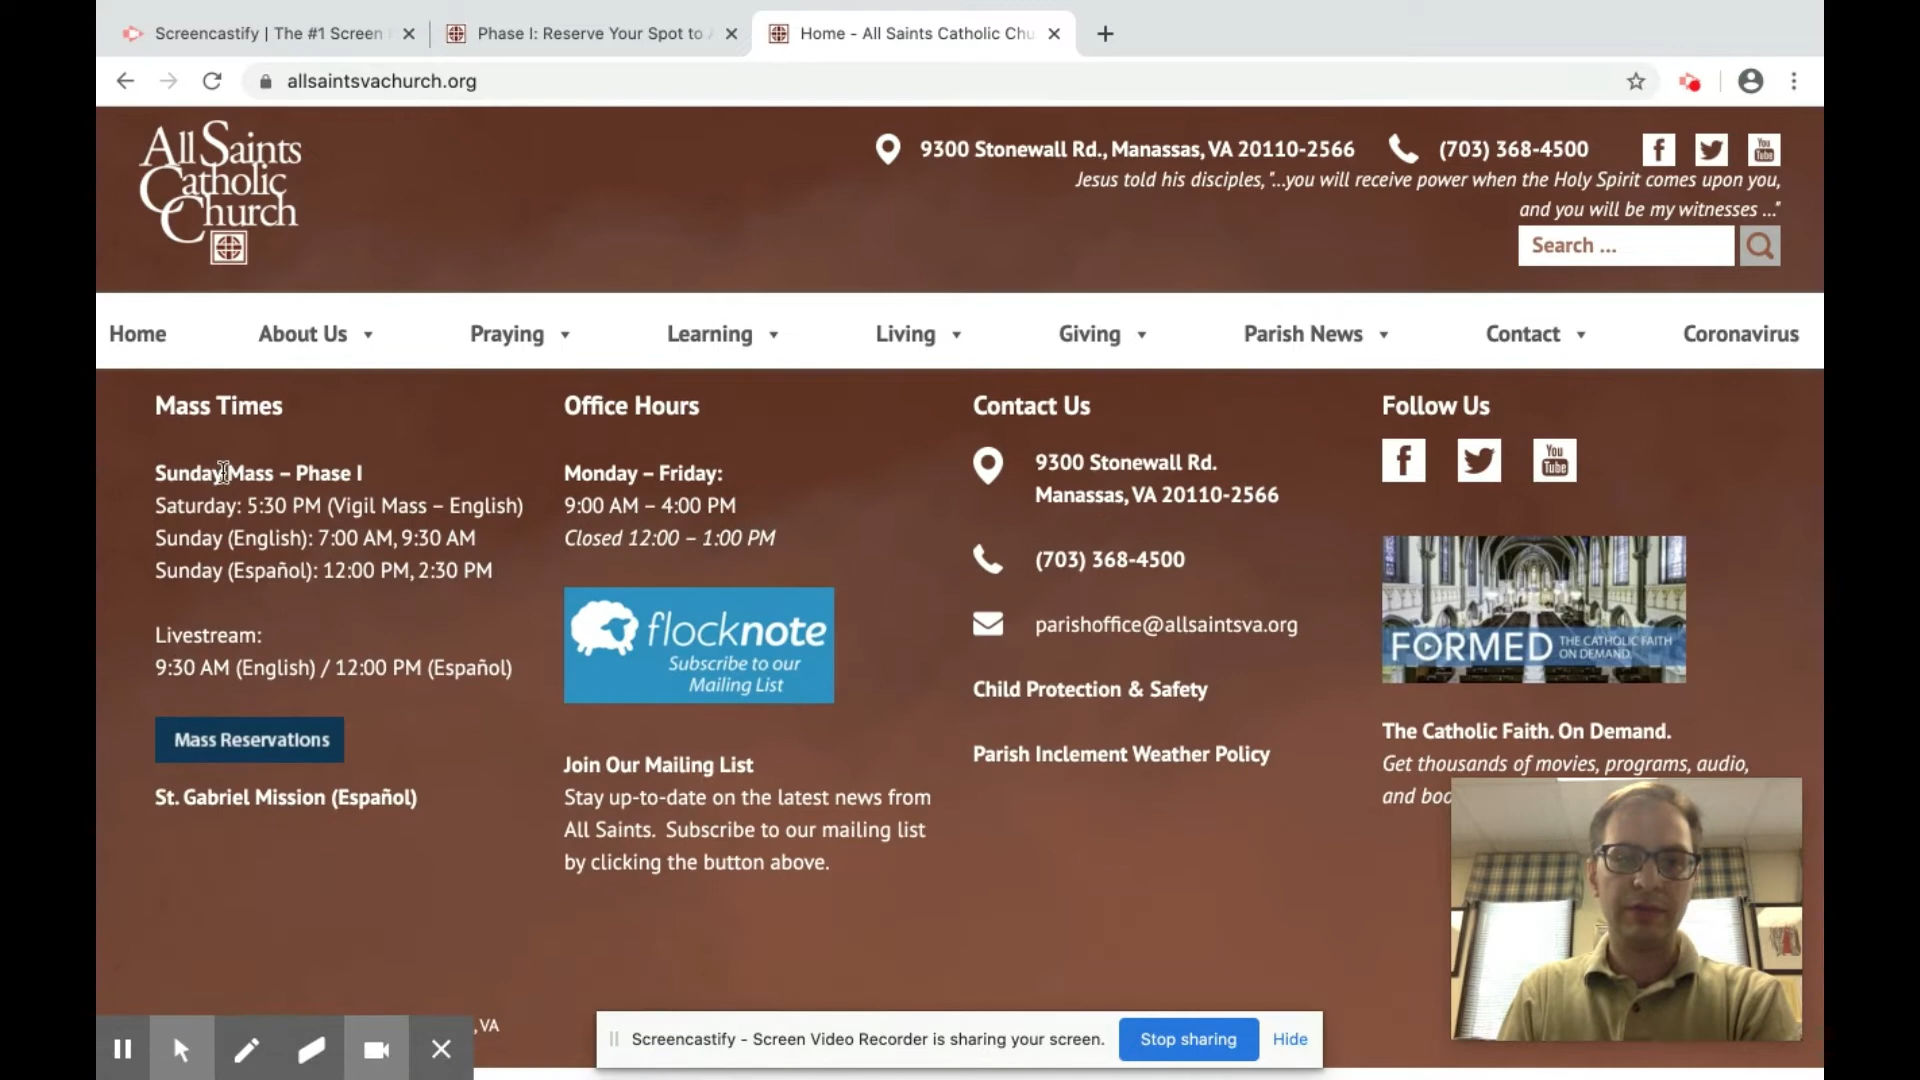 Screencastify | The #1 Screen
Phase I: Reserve Your Spot to
Home - All Saints Catholic Chu
allsaintsvachurch.org
All Saints
Catholic
Church
9300 Stonewall Rd., Manassas, VA 20110-2566
(703) 368-4500
You
Tube
Jesus told his disciples, "...you will receive power when the Holy Spirit comes upon you,
and you will be my witnesses ..."
Search ...
Home About Us Praying Learning Living Giving Parish News Contact Coronavirus
Mass Times
Sunday Mass – Phase I
Saturday: 5:30 PM (Vigil Mass – English)
Sunday (English): 7:00 AM, 9:30 AM
Sunday (Español): 12:00 PM, 2:30 PM
Livestream:
9:30 AM (English) / 12:00 PM (Español)
Mass Reservations
St. Gabriel Mission (Español)
Office Hours
Monday – Friday:
9:00 AM – 4:00 PM
Closed 12:00 – 1:00 PM
flocknote
Subscribe to our
Mailing List
Join Our Mailing List
Stay up-to-date on the latest news from
All Saints. Subscribe to our mailing list
by clicking the button above.
Contact Us
9300 Stonewall Rd.
Manassas, VA 20110-2566
(703) 368-4500
parishoffice@allsaintsva.org
Child Protection & Safety
Parish Inclement Weather Policy
Follow Us
You
Tube
FORMED THE CATHOLIC FAITH
ON DEMAND.
The Catholic Faith. On Demand.
Get thousands of movies, programs, audio,
and
, VA
Screencastify - Screen Video Recorder is sharing your screen.
Stop sharing
Hide